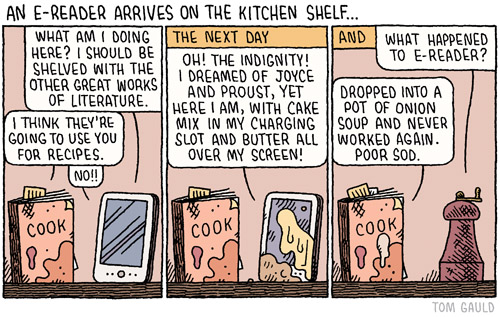 AN E-READER ARRIVES ON THE KITCHEN SHELF...
WHAT AM I DOING
HERE? I SHOULD BE
SHELVED WITH THE
OTHER GREAT WORKS
OF LITERATURE.
I THINK THEY'RE
GOING TO USE YOU
FOR RECIPES.
NO!!
COOK
THE NEXT DAY
OH! THE INDIGNITY!
I DREAMED OF JOYCE
AND PROUST, YET
HERE I AM, WITH CAKE
MIX IN MY CHARGING
SLOT AND BUTTER ALL
OVER MY SCREEN!
COOK
AND
WHAT HAPPENED
TO E-READER?
DROPPED INTO A
POT OF ONION
SOUP AND NEVER
WORKED AGAIN.
POOR SOD.
COOK
TOM GAULD